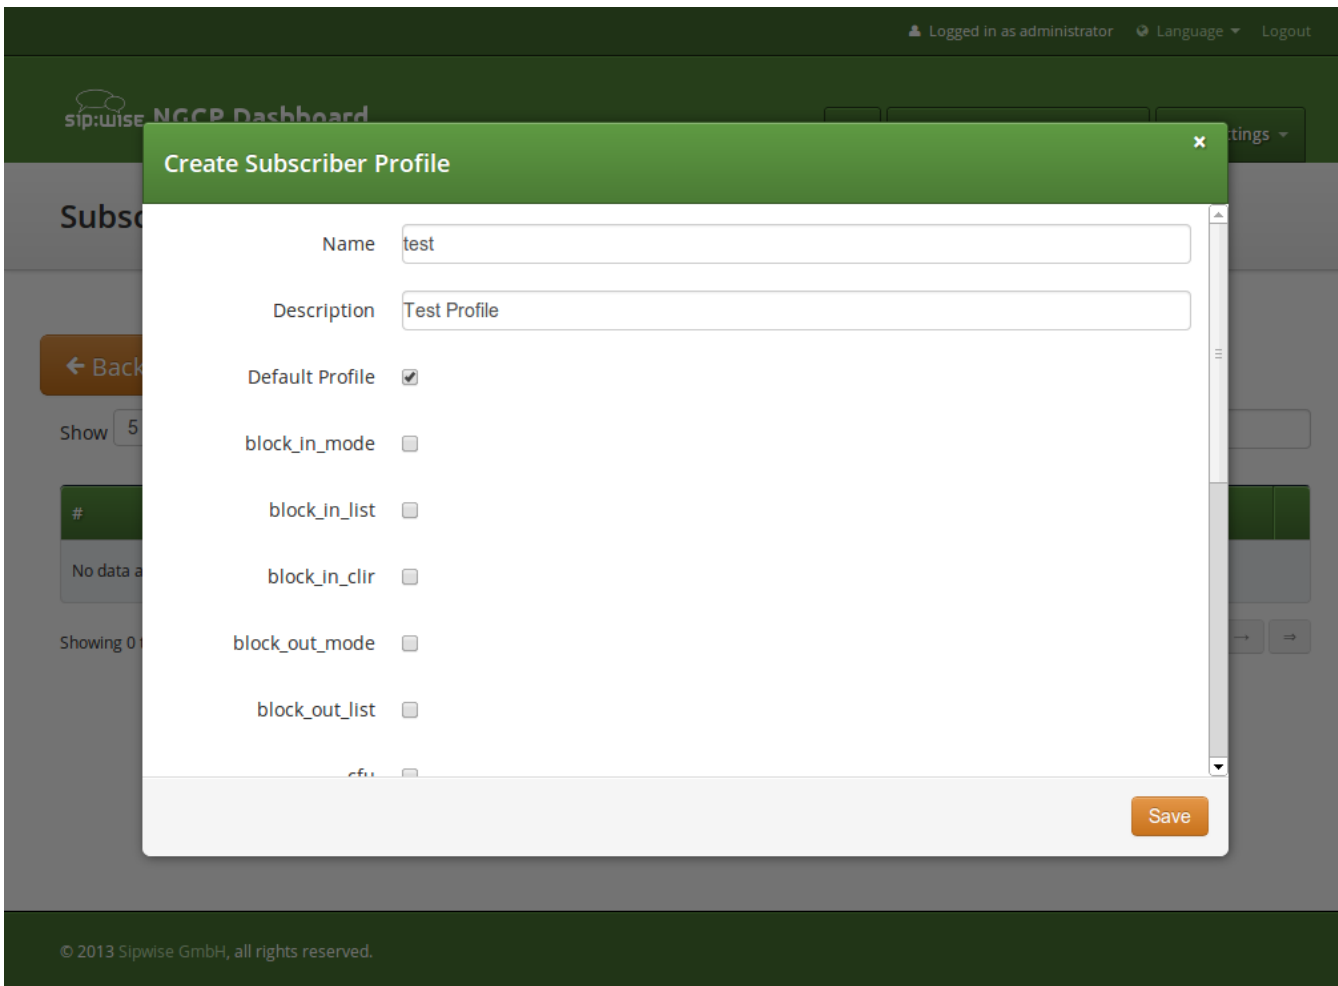 Logged in as administrator Language Logout
sip:wise NGCP Dashboard
Create Subscriber Profile ×
Name test
Description Test Profile
Default Profile
block_in_mode
block_in_list
block_in_clir
block_out_mode
block_out_list
cfu
Back
Show 5
#
No data
Showing 0
→ ⇒
Save
© 2013 Sipwise GmbH, all rights reserved.